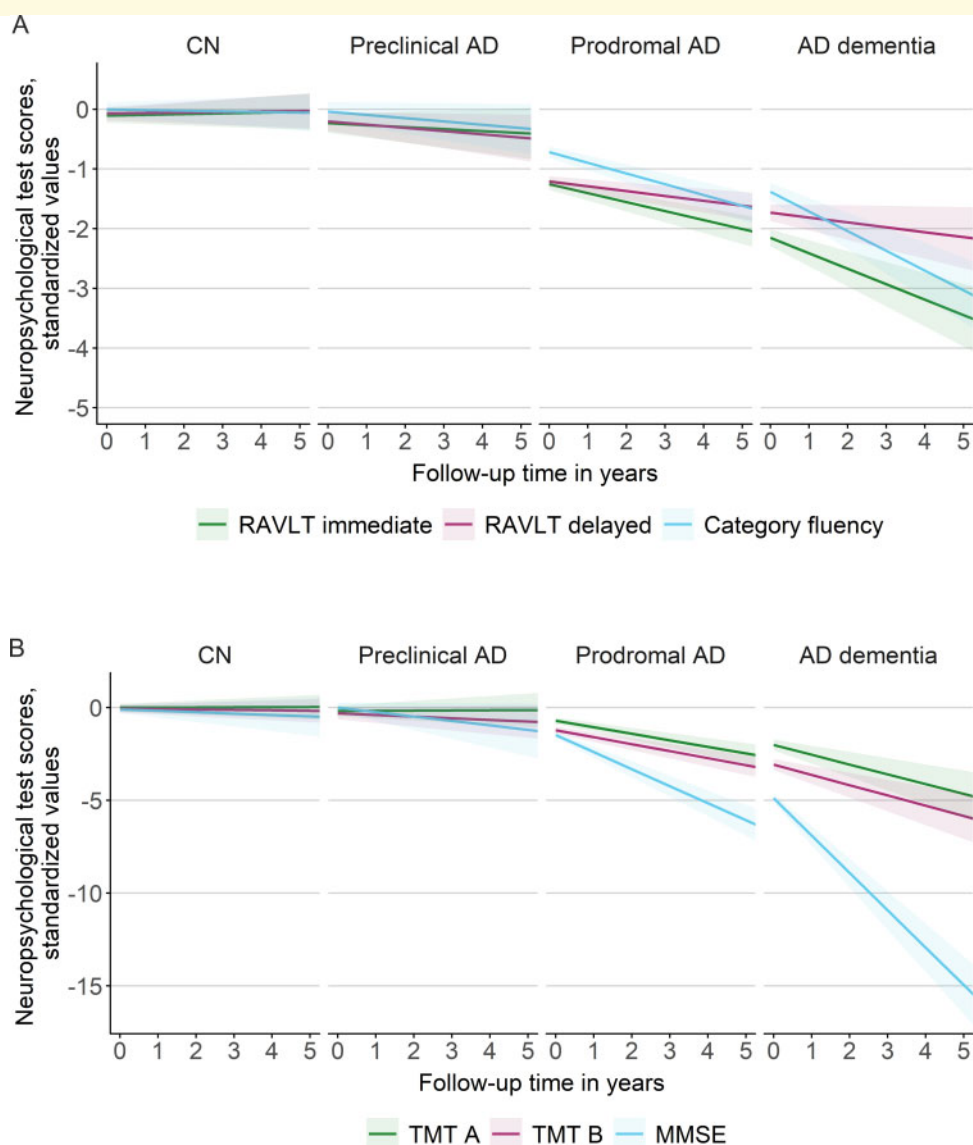 A
CN Preclinical AD Prodromal AD AD dementia
Neuropsychological test scores,
standardized values
0
-1
-2
-3
-4
-5
0 1 2 3 4 5 0 1 2 3 4 5 0 1 2 3 4 5 0 1 2 3 4 5
Follow-up time in years
RAVLT immediate RAVLT delayed Category fluency
B
CN Preclinical AD Prodromal AD AD dementia
Neuropsychological test scores,
standardized values
0
-5
-10
-15
0 1 2 3 4 5 0 1 2 3 4 5 0 1 2 3 4 5 0 1 2 3 4 5
Follow-up time in years
TMT A TMT B MMSE